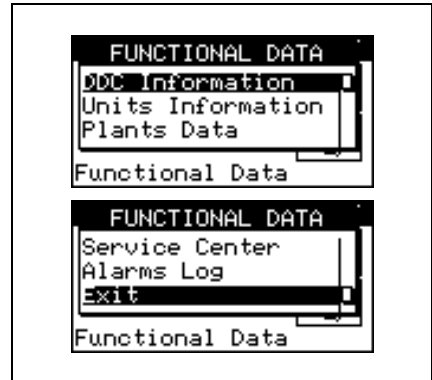 FUNCTIONAL DATA
DDC Information
Units Information
Plants Data
Functional Data
FUNCTIONAL DATA
Service Center
Alarms Log
Exit
Functional Data